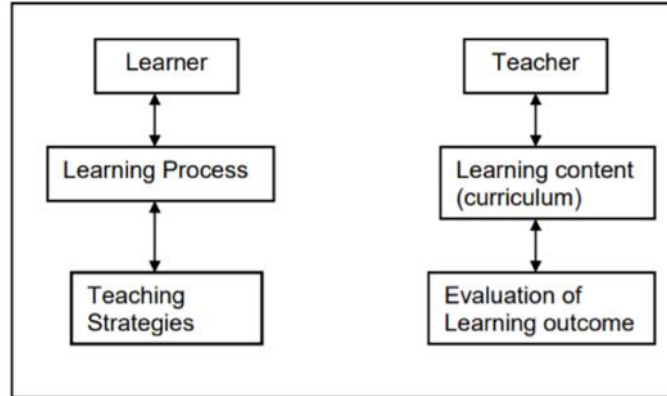 Learner
Teacher
Learning Process
Learning content
(curriculum)
Teaching
Strategies
Evaluation of
Learning outcome